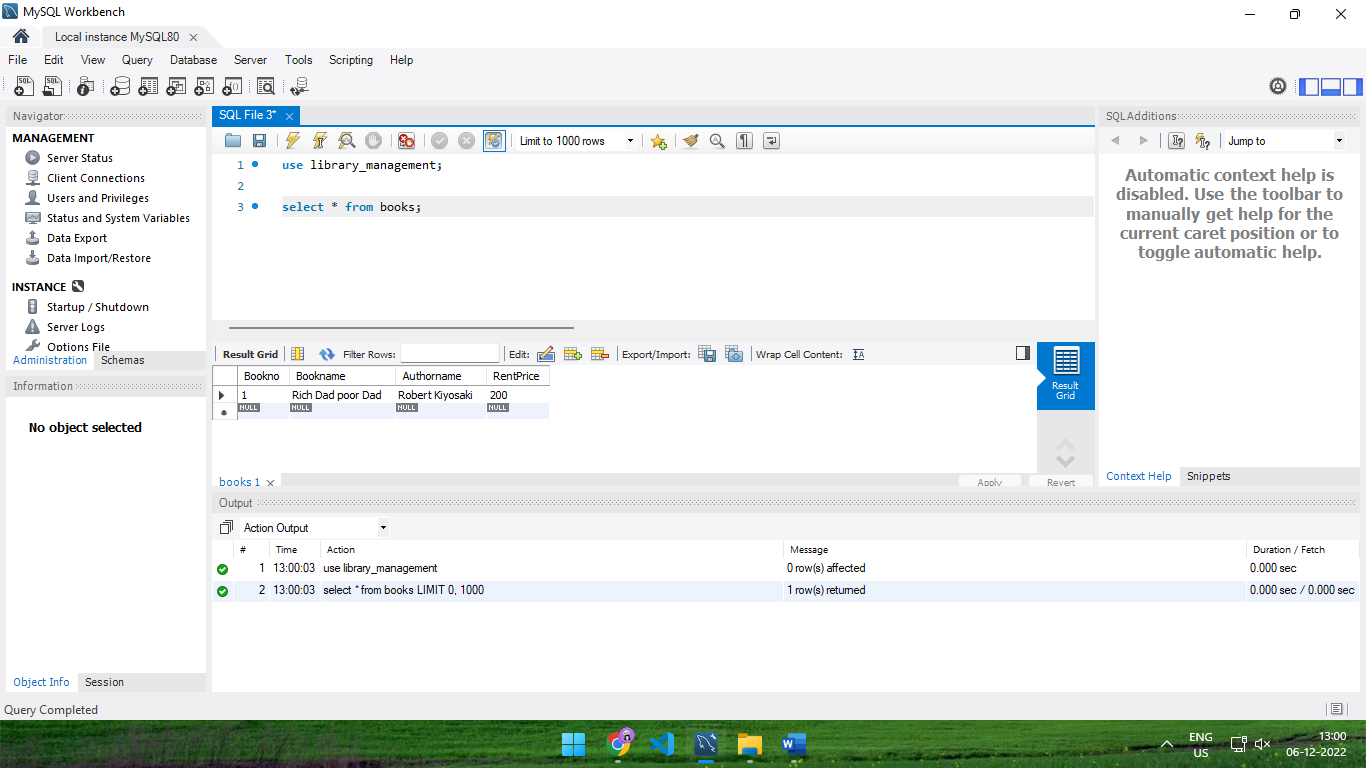 MySQL Workbench
Local instance MySQL80
File Edit View Query Database Server Tools Scripting Help
Navigator
MANAGEMENT
Server Status
Client Connections
Users and Privileges
Status and System Variables
Data Export
Data Import/Restore
INSTANCE
Startup / Shutdown
Server Logs
Options File
Administration Schemas
Information
No object selected
Object Info Session
SQL File 3*
Limit to 1000 rows
1 use library_management;
2
3 select * from books;
Result Grid Filter Rows: Edit: Export/Import: Wrap Cell Content:
Bookno Bookname Authorname RentPrice
1 Rich Dad poor Dad Robert Kiyosaki 200
NULL NULL NULL NULL
Result
Grid
books 1
Apply Revert
SQLAdditions
Jump to
Automatic context help is
disabled. Use the toolbar to
manually get help for the
current caret position or to
toggle automatic help.
Context Help Snippets
Output
Action Output
# Time Action Message Duration / Fetch
1 13:00:03 use library_management 0 row(s) affected 0.000 sec
2 13:00:03 select * from books LIMIT 0, 1000 1 row(s) returned 0.000 sec / 0.000 sec
Query Completed
ENG
US
13:00
06-12-2022